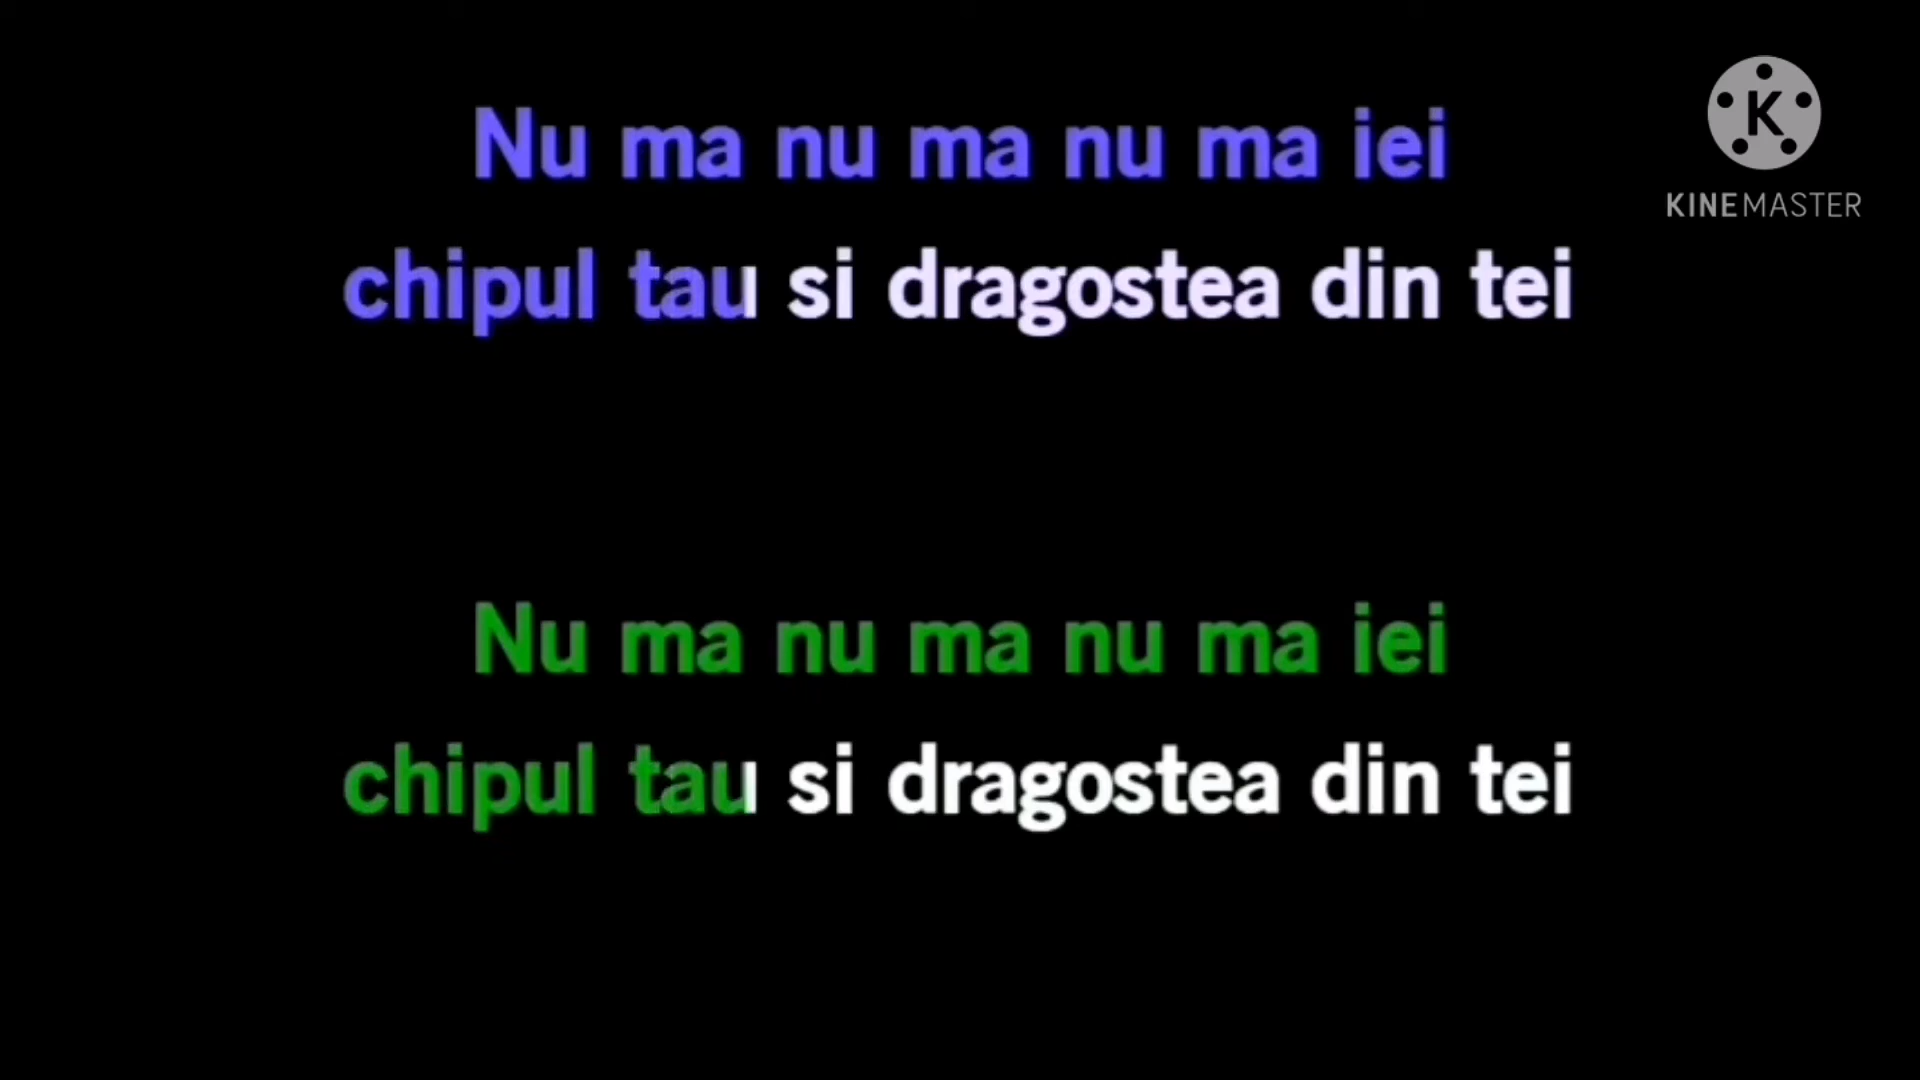 Nu ma nu ma nu ma iei
chipul tau si dragostea din tei
K
KINEMASTER
Nu ma nu ma nu ma iei
chipul tau si dragostea din tei